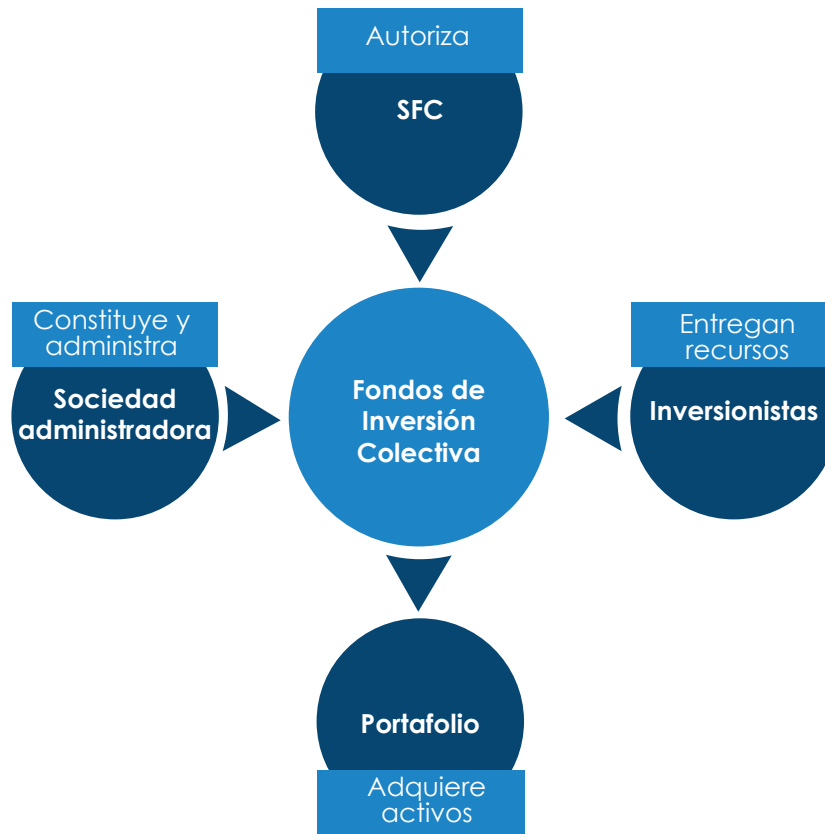 Autoriza
SFC
Constituye y
administra
Sociedad
administradora
Fondos de
Inversión
Colectiva
Entregan
recursos
Inversionistas
Portafolio
Adquiere
activos